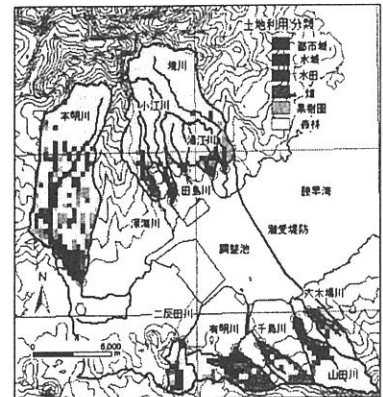 土地利用分類
都市域
水域
水田
畑
果樹園
森林
境川
小江川
本明川
湯江川
田島川
深海川
諫早湾
潮受堤防
調整池
二反田川
有明川
千鳥川
大木場川
山田川
N
0
5,000
m